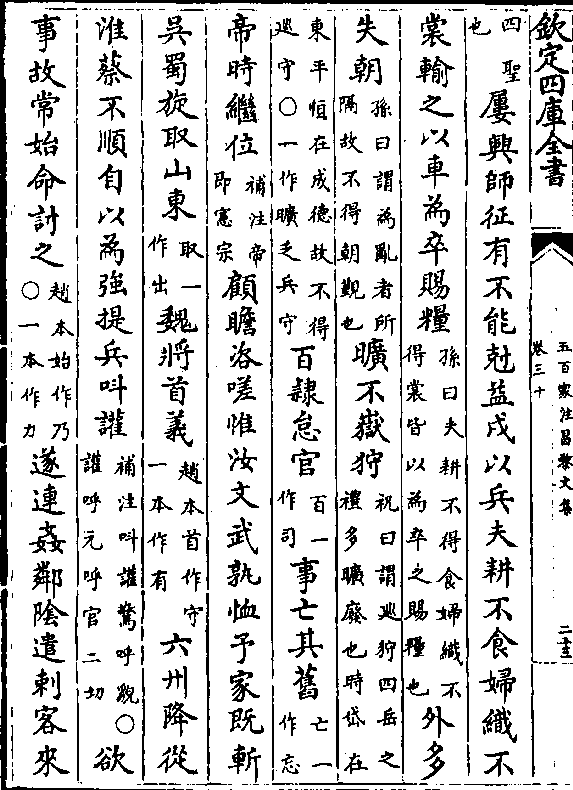 欽定四庫全書
五百家注昌黎文集
卷三十
二十三
四聖也屢興師征有不能尅益戍以兵夫耕不食婦織不
裳輸之以車為卒賜糧孫曰夫耕不得食婦織不得裳皆以為卒之賜糧也外多
失朝孫曰謂為亂者所隔故不得朝覲也曠不嶽狩祝曰謂巡狩四岳之禮多曠廢也時岱在
東平恒在成德故不得巡守○一作曠乏兵守百隸怠官百一作司事亡其舊亡一作忘
帝時繼位補注帝即憲宗顧瞻洛嗟惟汝文武孰恤予家既斬
吳蜀旋取山東取一作出魏將首義趙本首作守一本作有六州降從
淮蔡不順自以為強提兵叫讙補注叫讙驚呼貌○讙呼元呼官二切欲
事故常始命討之趙本始作乃○一本作力遂連姦鄰陰遣刺客來